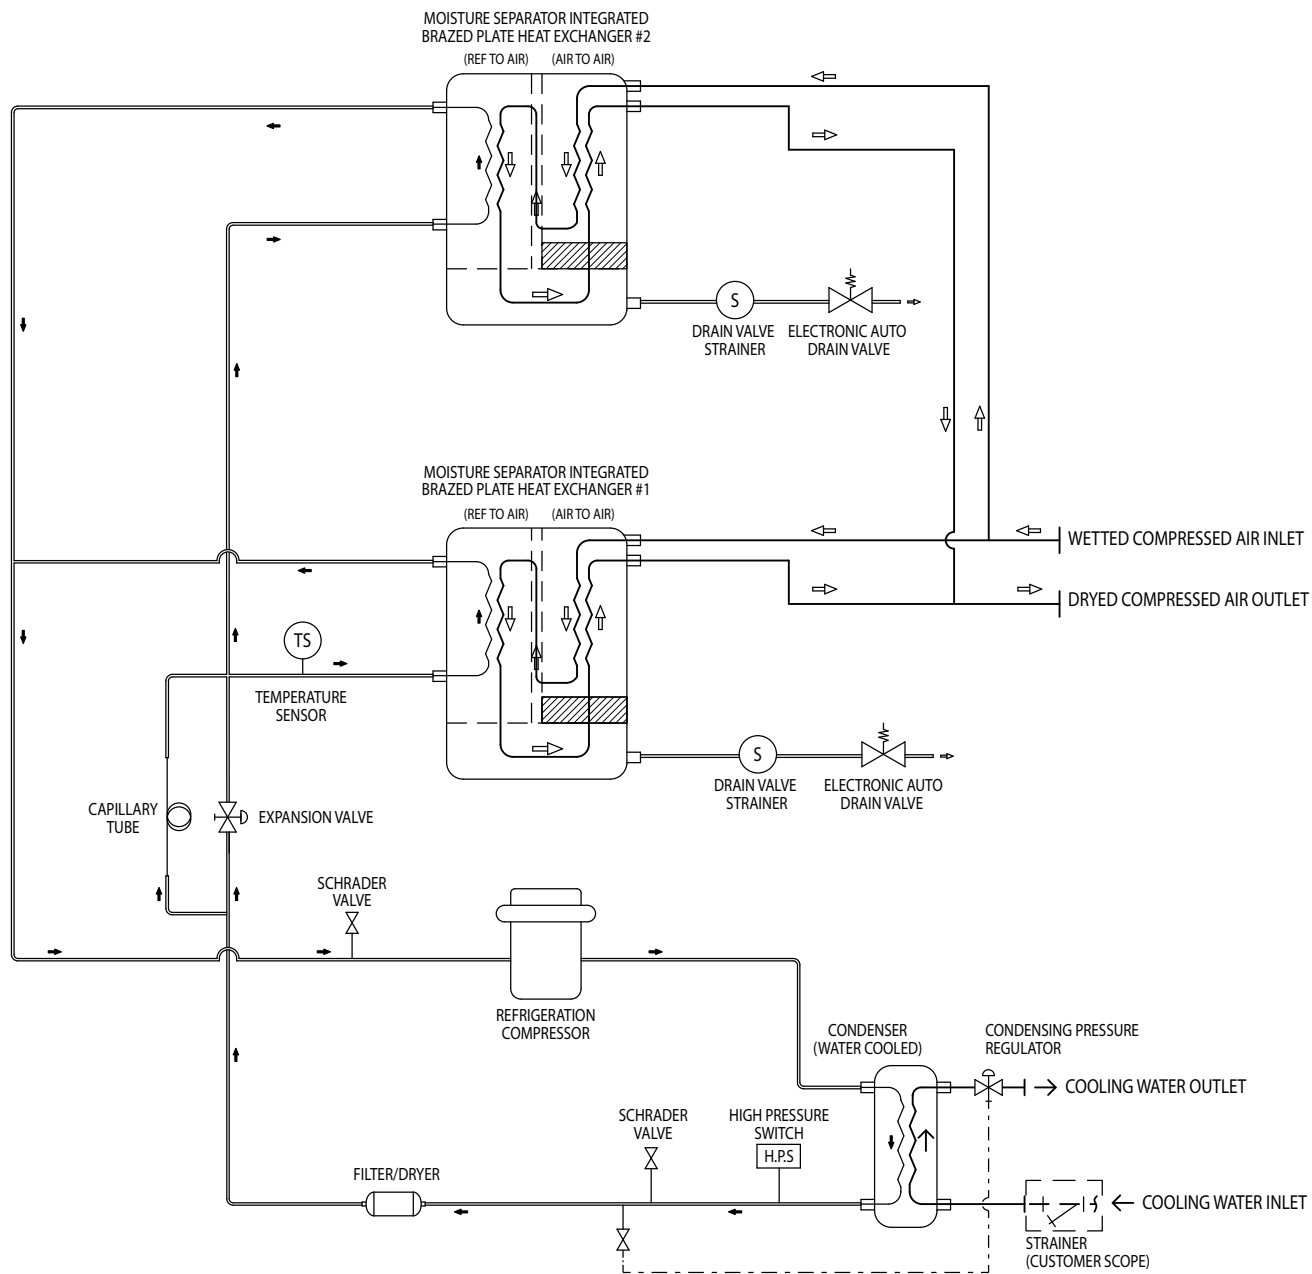 MOISTURE SEPARATOR INTEGRATED
BRAZED PLATE HEAT EXCHANGER #2
(REF TO AIR)
(AIR TO AIR)
S
DRAIN VALVE
STRAINER
ELECTRONIC AUTO
DRAIN VALVE
MOISTURE SEPARATOR INTEGRATED
BRAZED PLATE HEAT EXCHANGER #1
(REF TO AIR)
(AIR TO AIR)
WETTED COMPRESSED AIR INLET
DRYED COMPRESSED AIR OUTLET
TS
TEMPERATURE
SENSOR
S
DRAIN VALVE
STRAINER
ELECTRONIC AUTO
DRAIN VALVE
CAPILLARY
TUBE
EXPANSION VALVE
SCHRADER
VALVE
REFRIGERATION
COMPRESSOR
CONDENSER
(WATER COOLED)
CONDENSING PRESSURE
REGULATOR
COOLING WATER OUTLET
SCHRADER
VALVE
HIGH PRESSURE
SWITCH
H.P.S
FILTER/DRYER
COOLING WATER INLET
STRAINER
(CUSTOMER SCOPE)